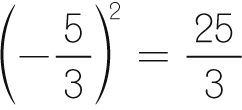 (-5/3)^2 = 25/3